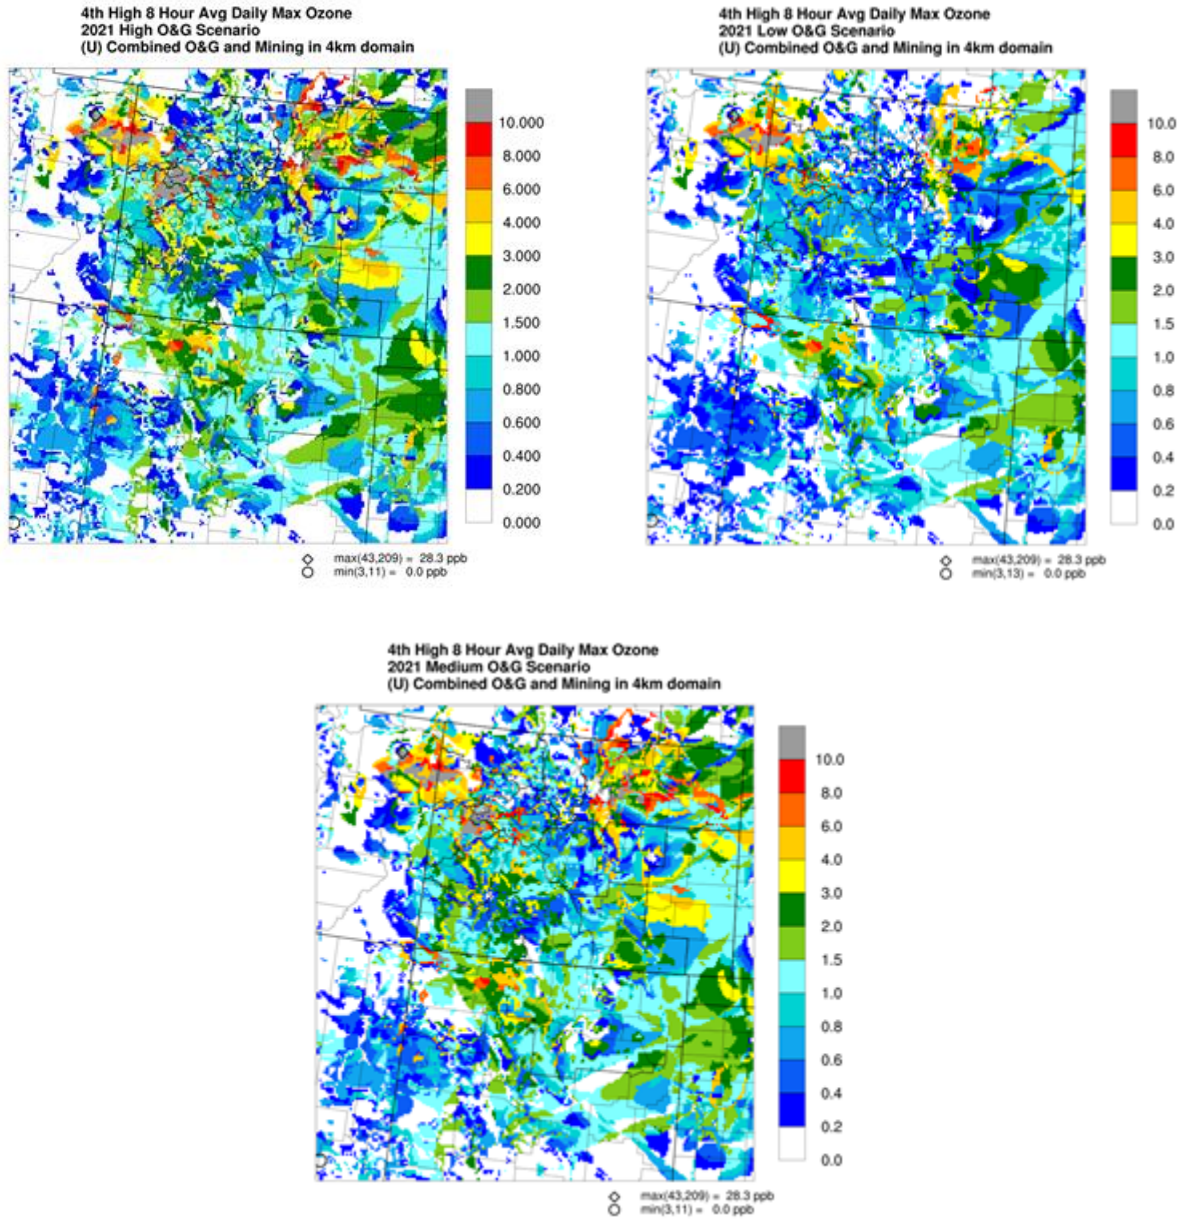 4th High 8 Hour Avg Daily Max Ozone
2021 High O&G Scenario
(U) Combined O&G and Mining in 4km domain
10.000
8.000
6.000
4.000
3.000
2.000
1.500
1.000
0.800
0.600
0.400
0.200
0.000
max(43,209) = 28.3 ppb
min(3,11) = 0.0 ppb
4th High 8 Hour Avg Daily Max Ozone
2021 Low O&G Scenario
(U) Combined O&G and Mining in 4km domain
10.0
8.0
6.0
4.0
3.0
2.0
1.5
1.0
0.8
0.6
0.4
0.2
0.0
max(43,209) = 28.3 ppb
min(3,13) = 0.0 ppb
4th High 8 Hour Avg Daily Max Ozone
2021 Medium O&G Scenario
(U) Combined O&G and Mining in 4km domain
10.0
8.0
6.0
4.0
3.0
2.0
1.5
1.0
0.8
0.6
0.4
0.2
0.0
max(43,209) = 28.3 ppb
min(3,11) = 0.0 ppb